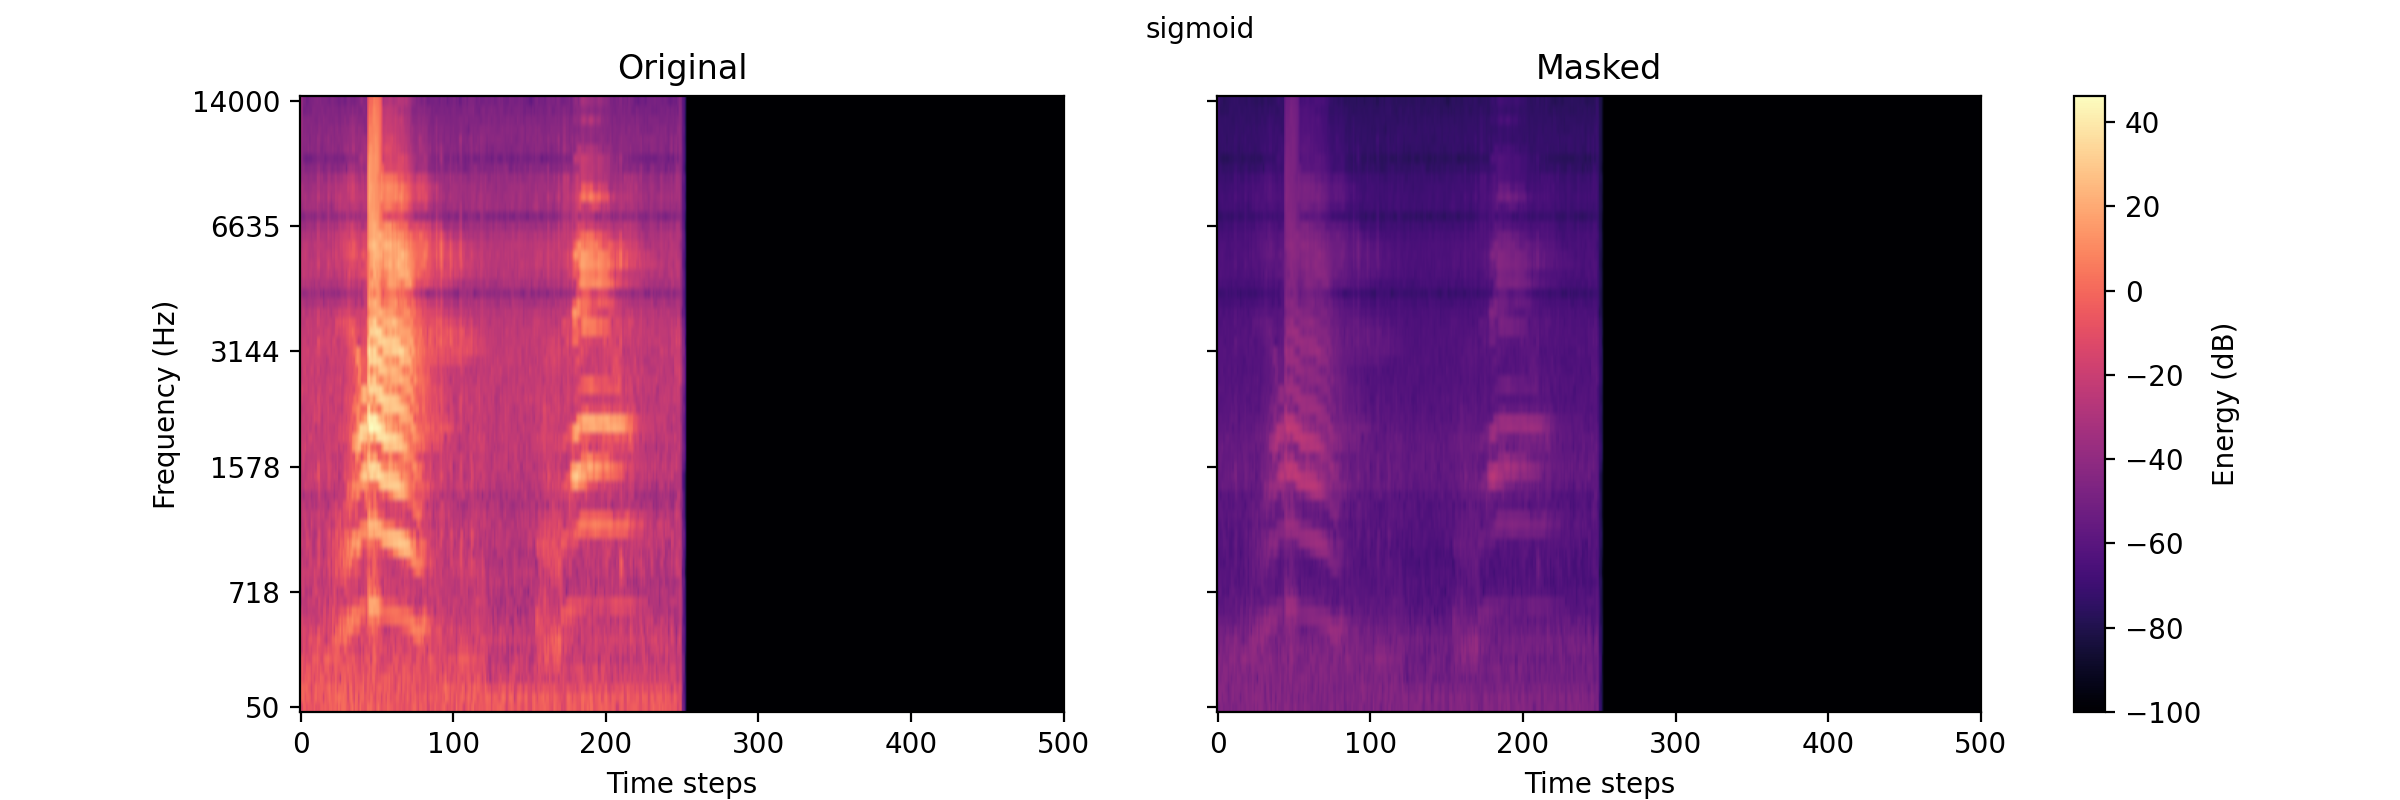 sigmoid
Original
Masked
14000
6635
3144
1578
718
50
Frequency (Hz)
0 100 200 300 400 500
Time steps
0 100 200 300 400 500
Time steps
40
20
0
−20
−40
−60
−80
−100
Energy (dB)